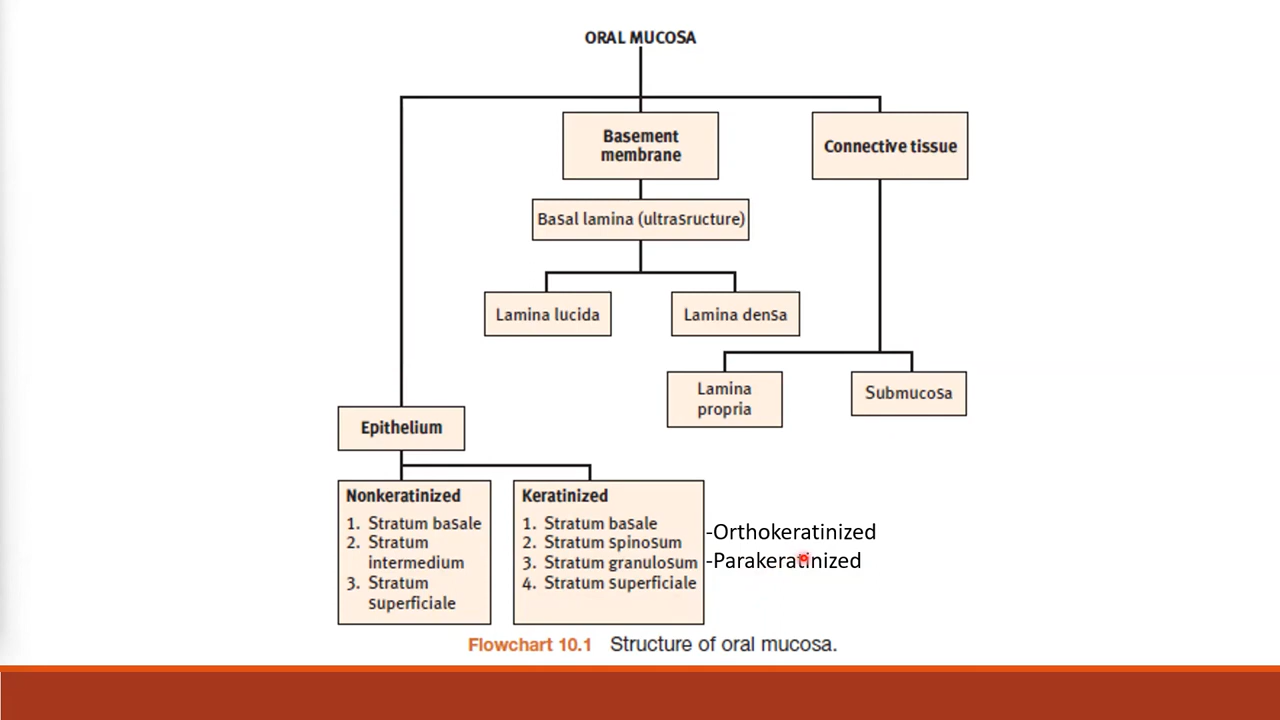 ORAL MUCOSA
Basement
membrane
Connective tissue
Basal lamina (ultrasructure)
Lamina lucida
Lamina densa
Lamina
propria
Submucosa
Epithelium
Nonkeratinized
1. Stratum basale
2. Stratum
intermedium
3. Stratum
superficiale
Keratinized
1. Stratum basale
2. Stratum spinosum
3. Stratum granulosum
4. Stratum superficiale
-Orthokeratinized
-Parakeratinized
Flowchart 10.1 Structure of oral mucosa.